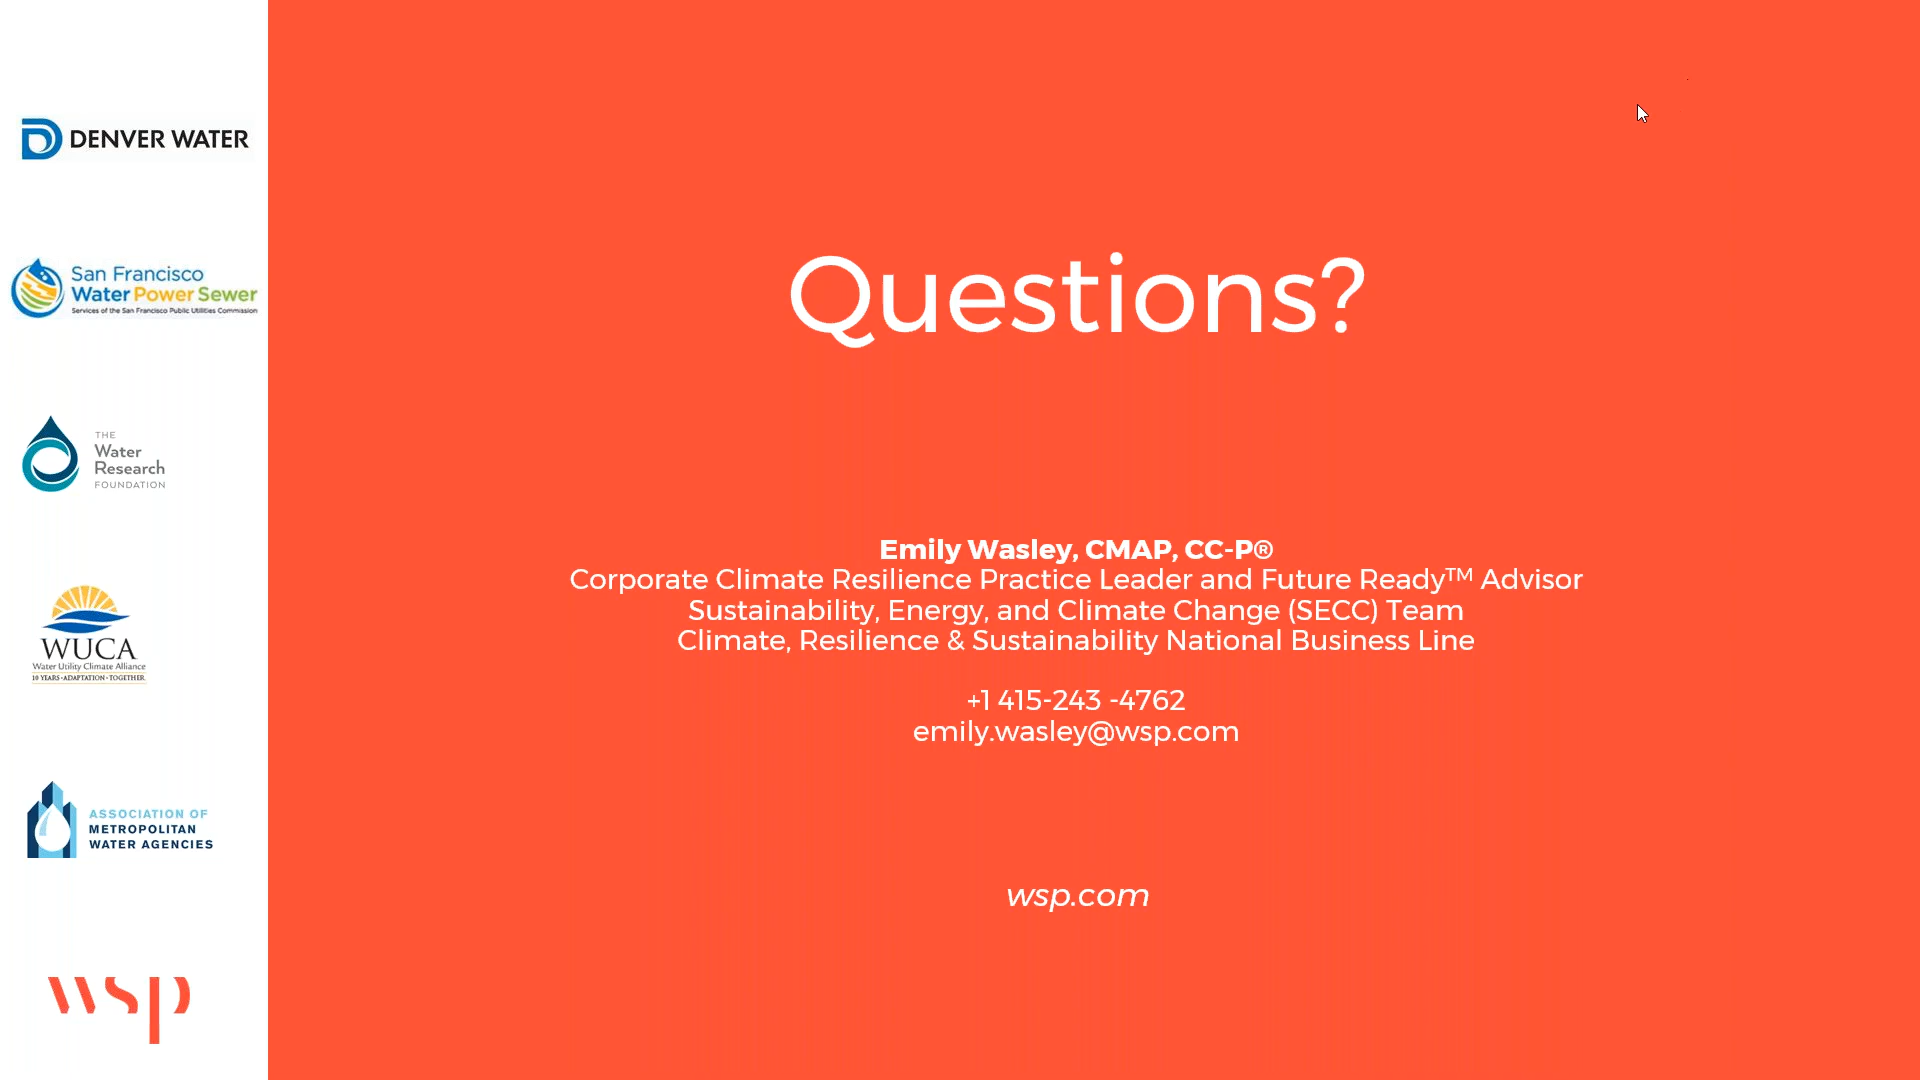 DENVER WATER
San Francisco
Water Power Sewer
Services of the San Francisco Public Utilities Commission
THE
Water
Research
FOUNDATION
WUCA
Water Utility Climate Alliance
10 YEARS • ADAPTATION • TOGETHER
ASSOCIATION OF
METROPOLITAN
WATER AGENCIES
wsp
Questions?
Emily Wasley, CMAP, CC-P®
Corporate Climate Resilience Practice Leader and Future Ready™ Advisor
Sustainability, Energy, and Climate Change (SECC) Team
Climate, Resilience & Sustainability National Business Line
+1 415-243 -4762
emily.wasley@wsp.com
wsp.com